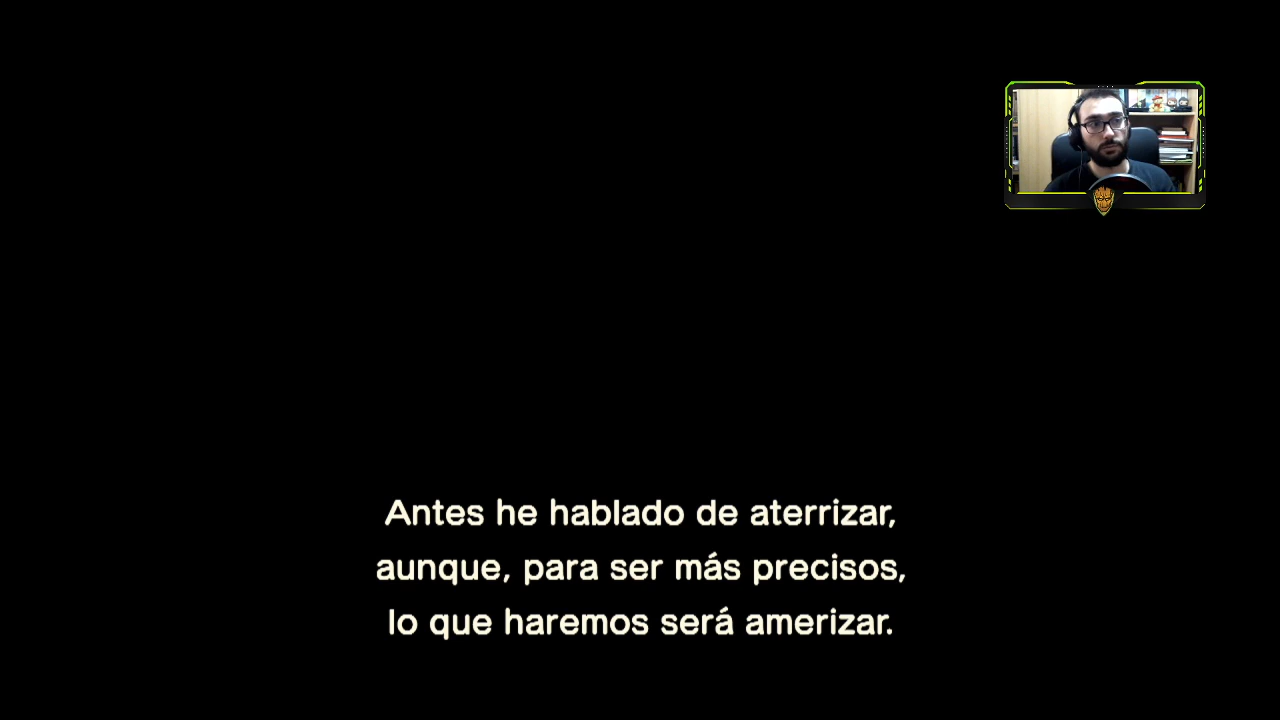 Antes he hablado de aterrizar,
aunque, para ser más precisos,
lo que haremos será amerizar.